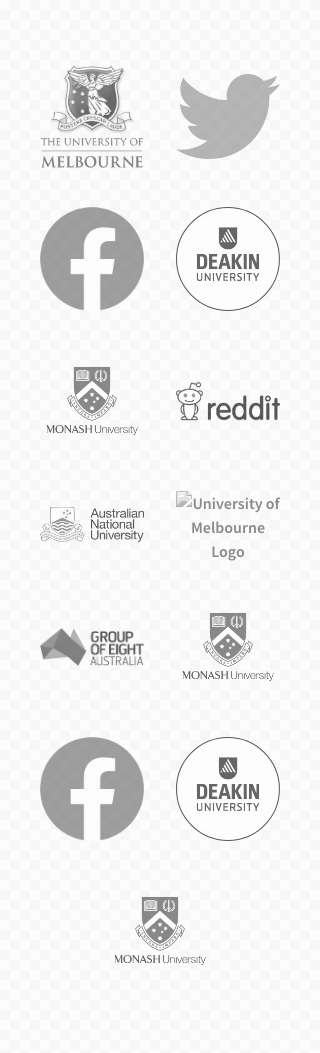 THE UNIVERSITY OF
MELBOURNE
DEAKIN
UNIVERSITY
MONASH University
reddit
Australian
National
University
University of
Melbourne
Logo
GROUP
OF EIGHT
AUSTRALIA
MONASH University
DEAKIN
UNIVERSITY
MONASH University